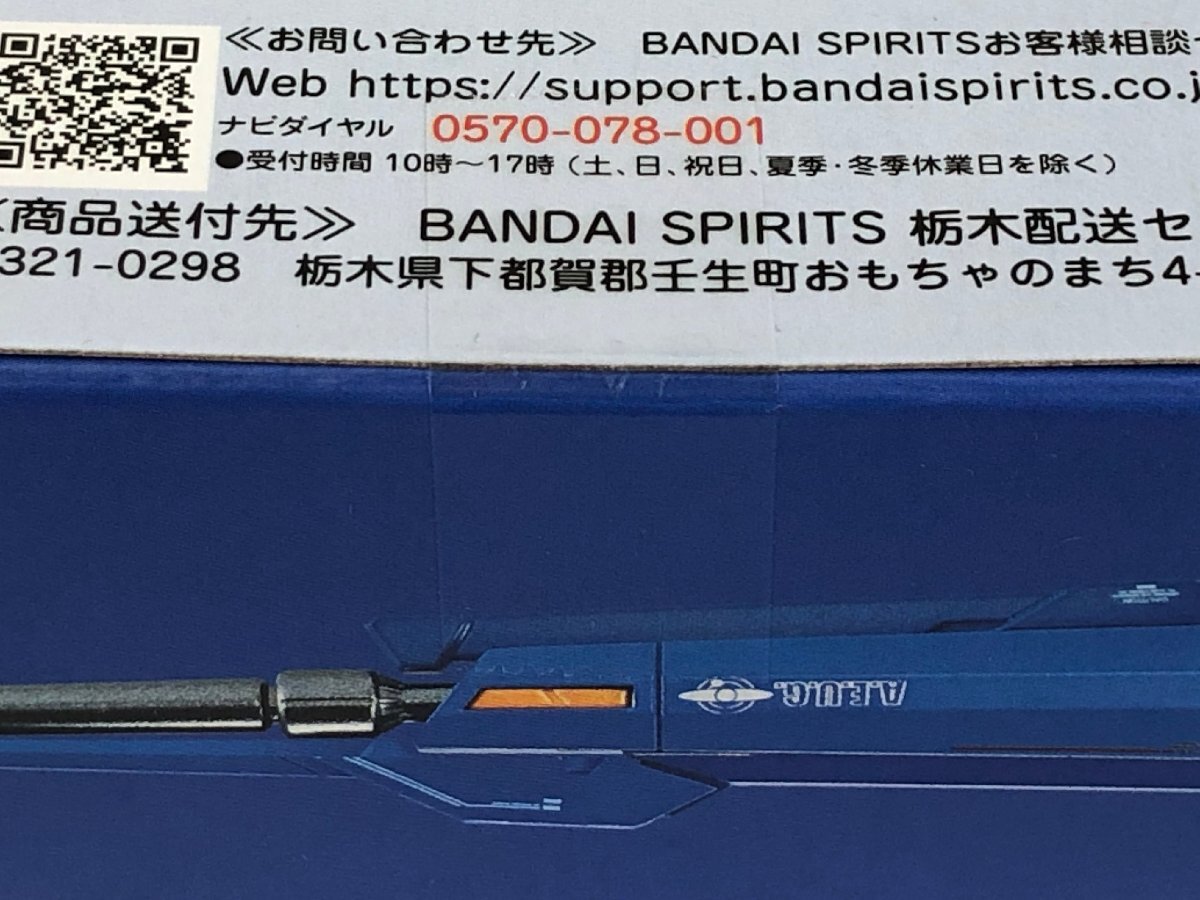 ≪お問い合わせ先≫ BANDAI SPIRITSお客様相談セ
Web https://support.bandaispirits.co.j
ナビダイヤル 0570-078-001
●受付時間 10時～17時（土、日、祝日、夏季・冬季休業日を除く）
≪商品送付先≫ BANDAI SPIRITS 栃木配送セ
321-0298 栃木県下都賀郡壬生町おもちゃのまち4-
A.E.U.G.